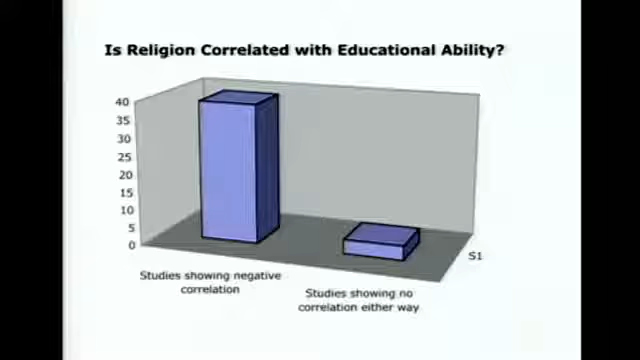 Is Religion Correlated with Educational Ability?
40
35
30
25
20
15
10
5
0
S1
Studies showing negative
correlation
Studies showing no
correlation either way